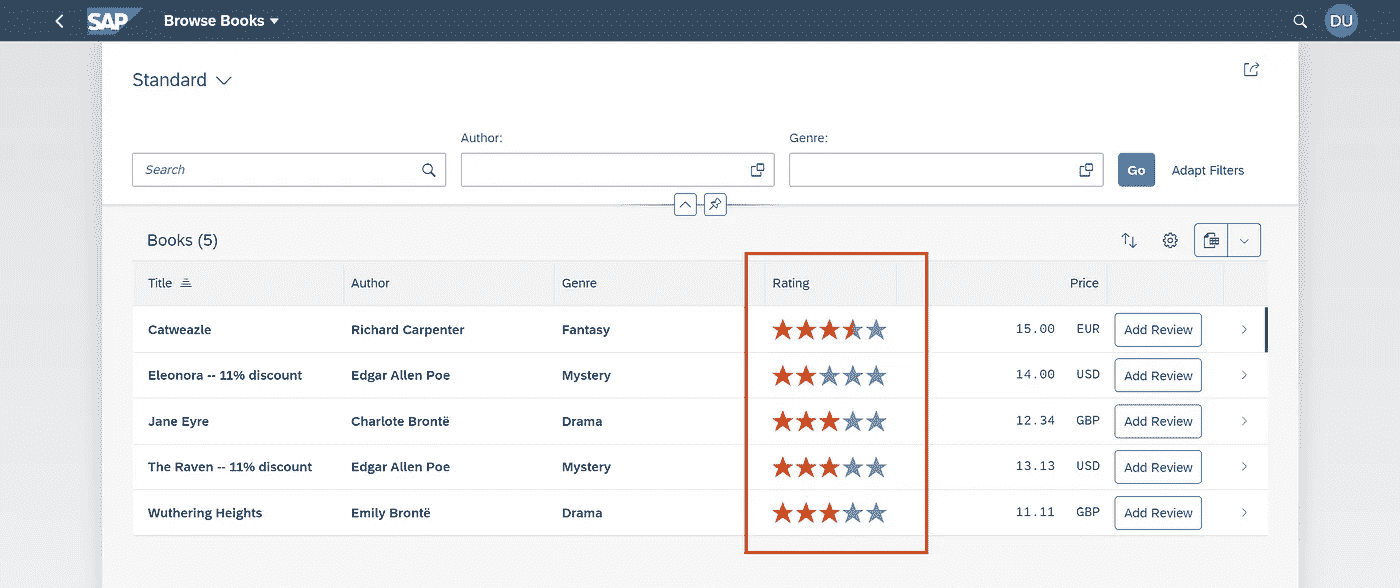 SAP Browse Books DU
Standard
Author: Genre:
Search Go Adapt Filters
Books (5)
Title Author Genre Rating Price
Catweazle Richard Carpenter Fantasy 15.00 EUR Add Review
Eleonora -- 11% discount Edgar Allen Poe Mystery 14.00 USD Add Review
Jane Eyre Charlote Brontë Drama 12.34 GBP Add Review
The Raven -- 11% discount Edgar Allen Poe Mystery 13.13 USD Add Review
Wuthering Heights Emily Brontë Drama 11.11 GBP Add Review